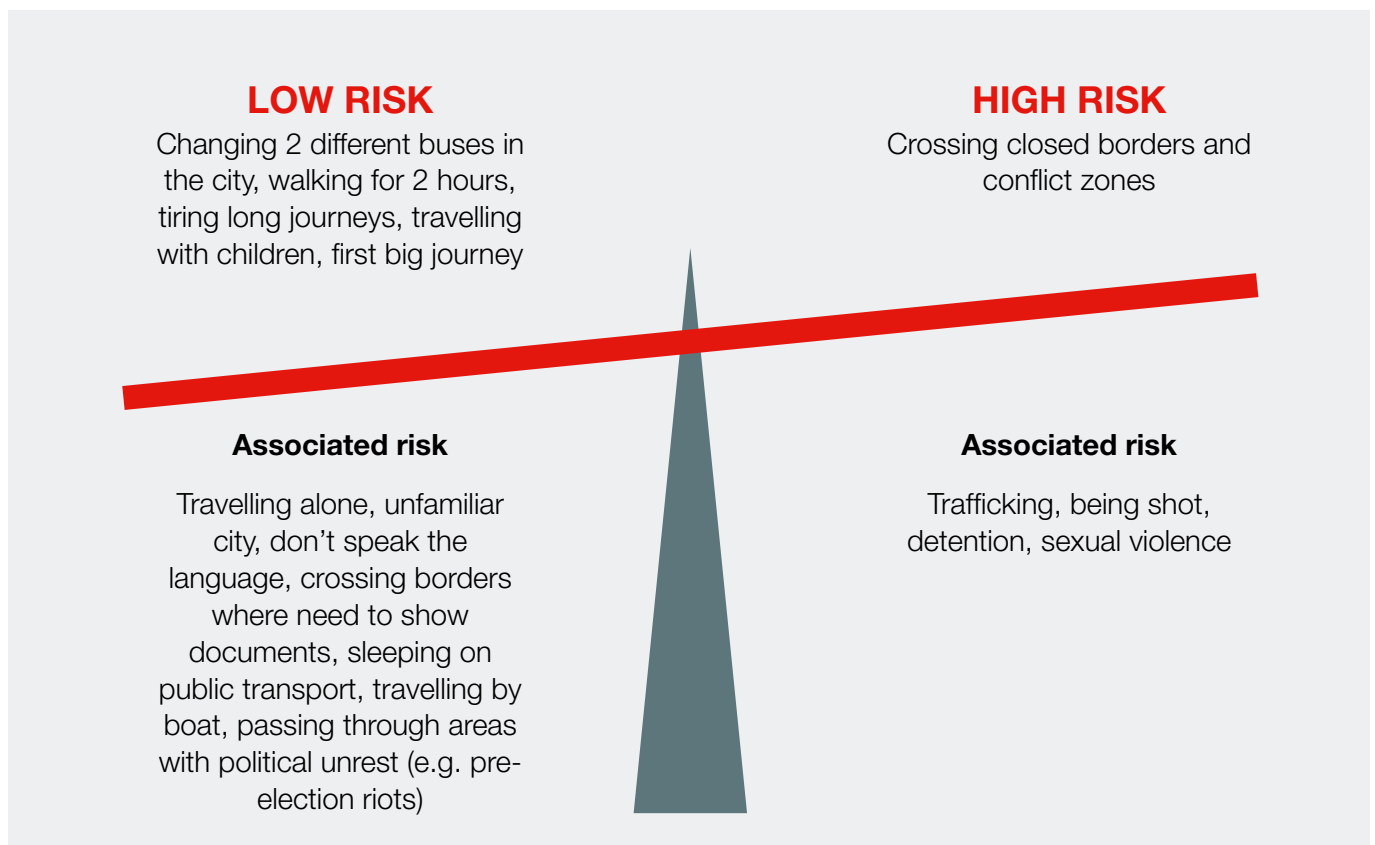 LOW RISK
Changing 2 different buses in
the city, walking for 2 hours,
tiring long journeys, travelling
with children, first big journey
HIGH RISK
Crossing closed borders and
conflict zones
Associated risk
Travelling alone, unfamiliar
city, don’t speak the
language, crossing borders
where need to show
documents, sleeping on
public transport, travelling by
boat, passing through areas
with political unrest (e.g. pre-
election riots)
Associated risk
Trafficking, being shot,
detention, sexual violence